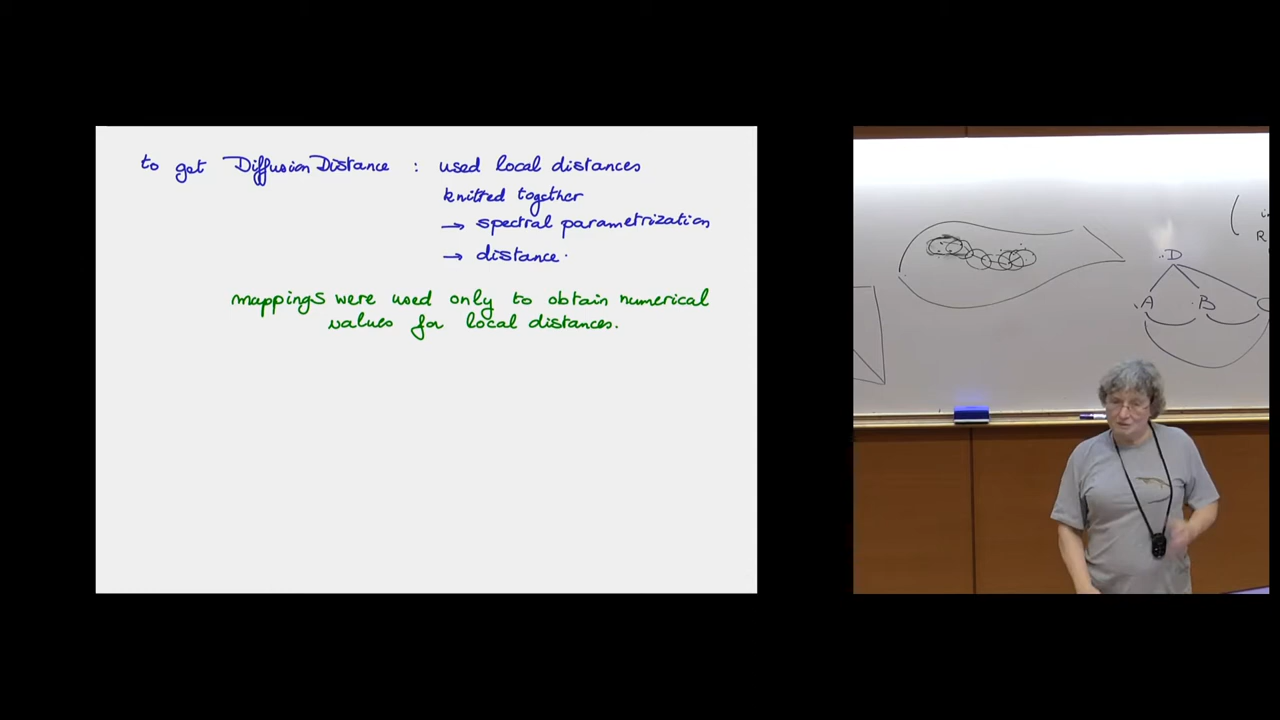 to get Diffusion Distance : used local distances
knitted together
→ spectral parametrization
→ distance.
mappings were used only to obtain numerical
values for local distances.
D
A B C
R